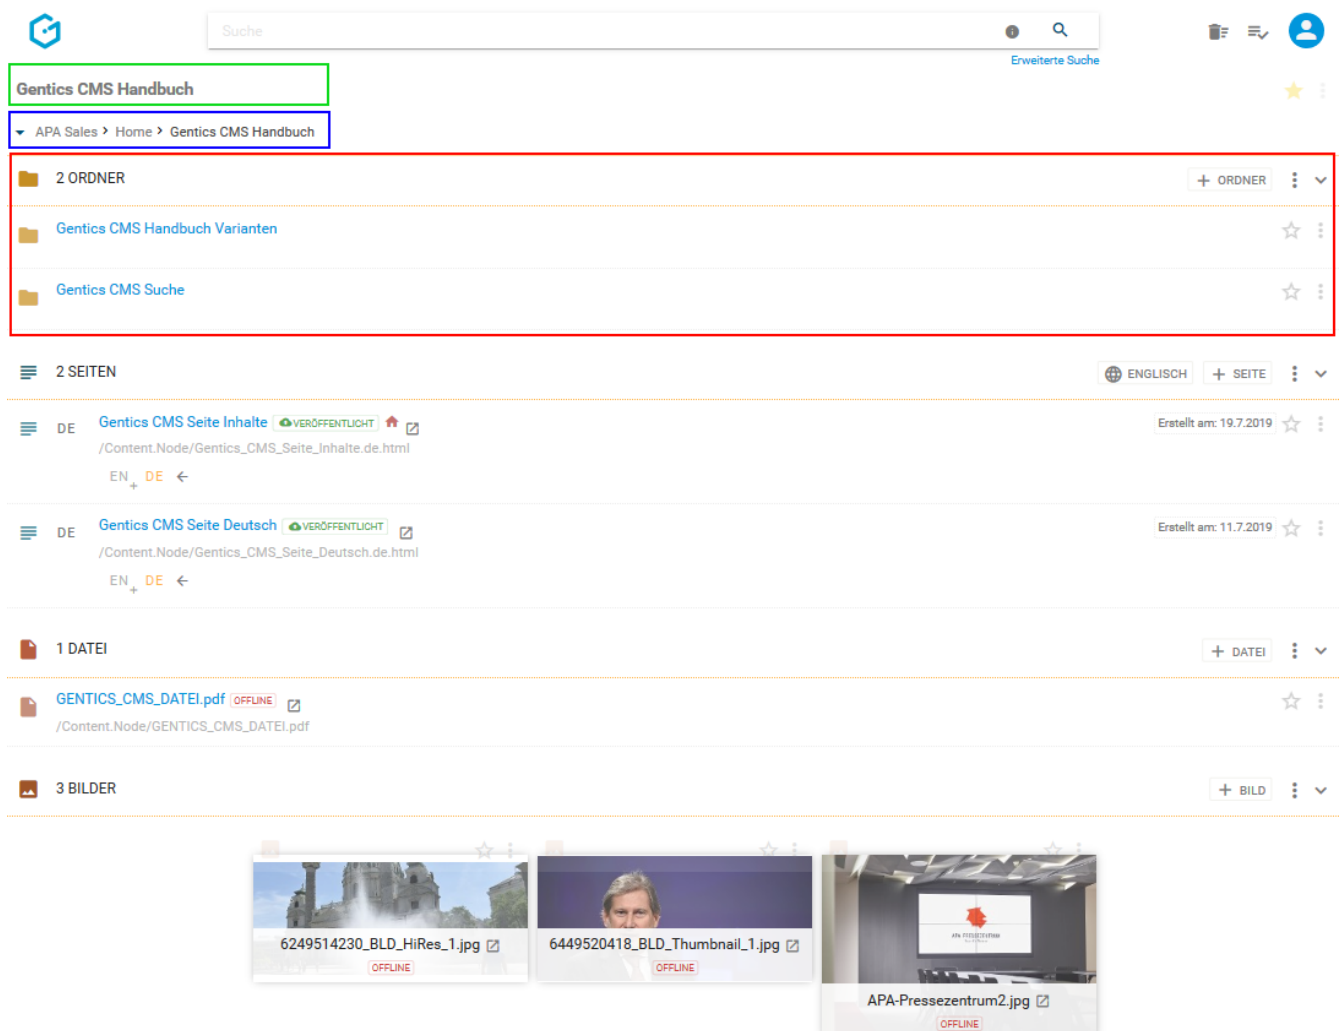 Suche
Erweiterte Suche
Gentics CMS Handbuch
APA Sales > Home > Gentics CMS Handbuch
2 ORDNER
+ ORDNER
Gentics CMS Handbuch Varianten
Gentics CMS Suche
2 SEITEN
ENGLISCH + SEITE
DE Gentics CMS Seite Inhalte VERÖFFENTLICHT Erstellt am: 19.7.2019
/Content.Node/Gentics_CMS_Seite_Inhalte.de.html
EN+ DE
DE Gentics CMS Seite Deutsch VERÖFFENTLICHT Erstellt am: 11.7.2019
/Content.Node/Gentics_CMS_Seite_Deutsch.de.html
EN+ DE
1 DATEI
+ DATEI
GENTICS_CMS_DATEI.pdf OFFLINE
/Content.Node/GENTICS_CMS_DATEI.pdf
3 BILDER
+ BILD
6249514230_BLD_HiRes_1.jpg
OFFLINE
6449520418_BLD_Thumbnail_1.jpg
OFFLINE
APA PRESSEZENTRUM
APA-Pressezentrum2.jpg
OFFLINE